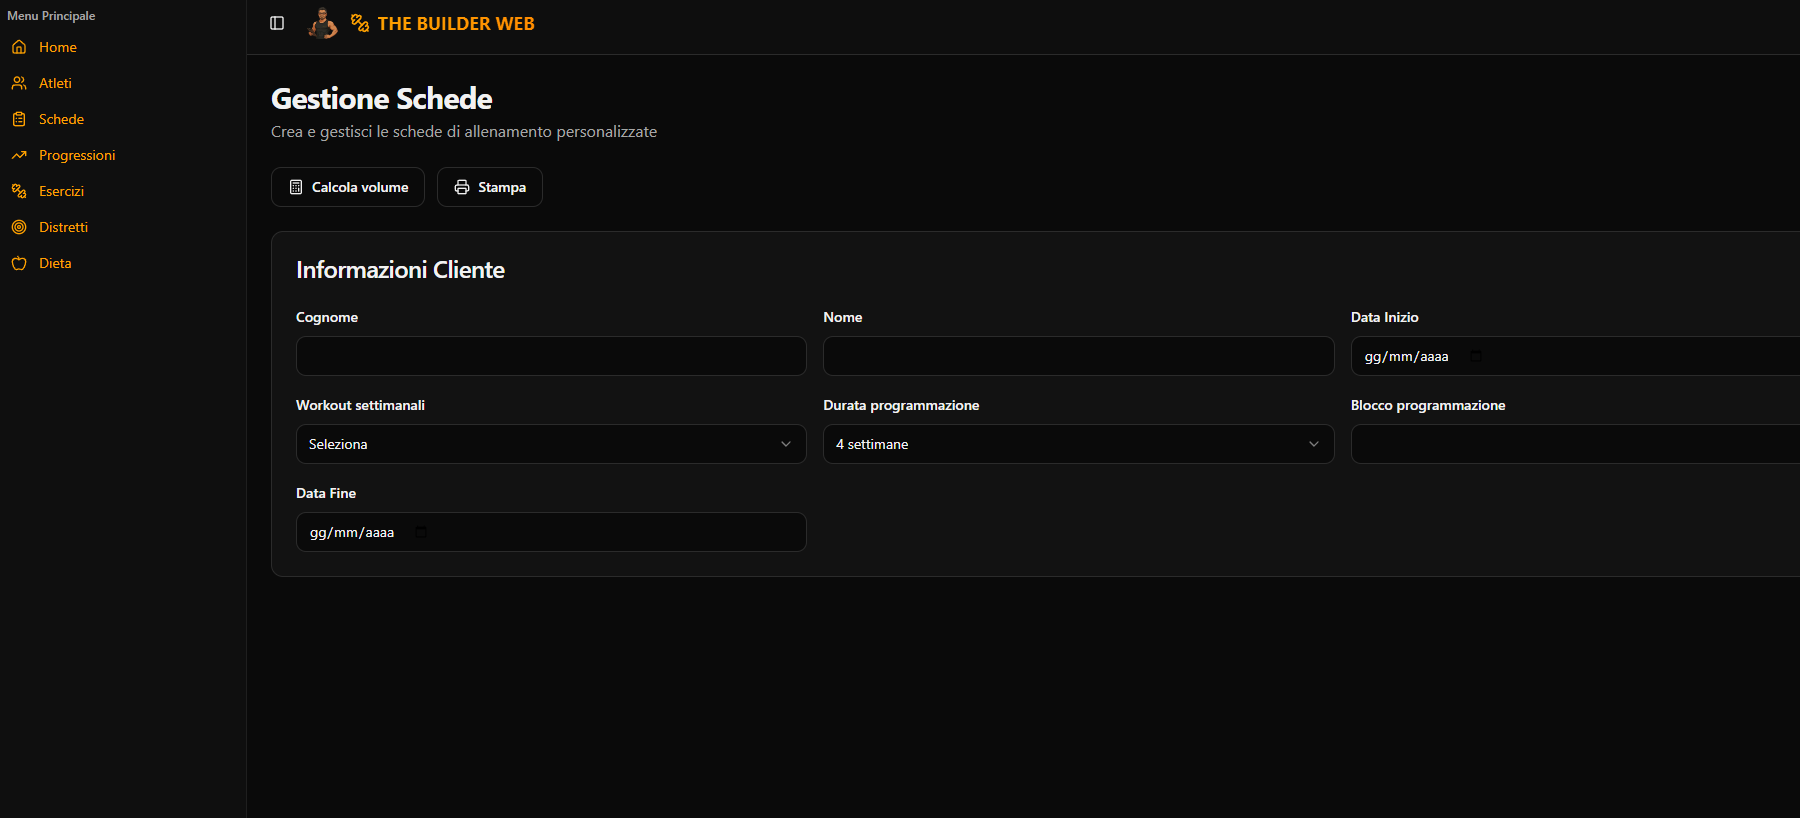 Menu Principale
Home
Atleti
Schede
Progressioni
Esercizi
Distretti
Dieta
THE BUILDER WEB
Gestione Schede
Crea e gestisci le schede di allenamento personalizzate
Calcola volume
Stampa
Informazioni Cliente
Cognome
Nome
Data Inizio
gg/mm/aaaa
Workout settimanali
Durata programmazione
Blocco programmazione
Seleziona
4 settimane
Data Fine
gg/mm/aaaa